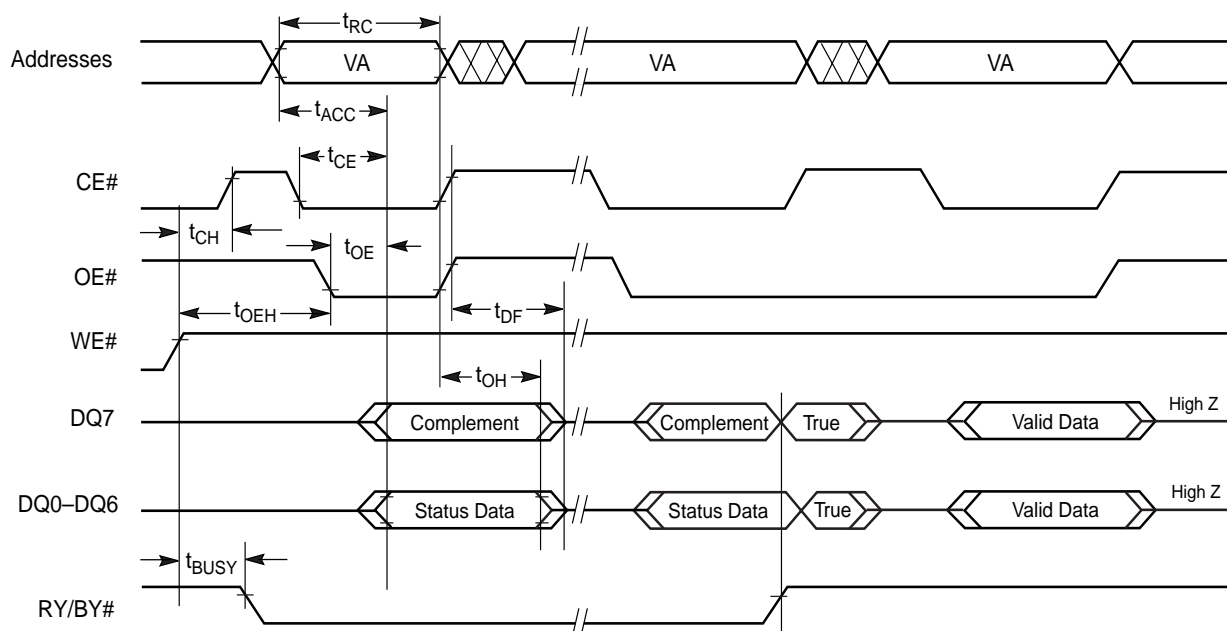 tRC
Addresses VA VA VA
tACC
tCE
CE#
tCH tOE
OE#
tOEH tDF
WE#
tOH
DQ7 Complement Complement True Valid Data High Z
DQ0–DQ6 Status Data Status Data True Valid Data High Z
tBUSY
RY/BY#